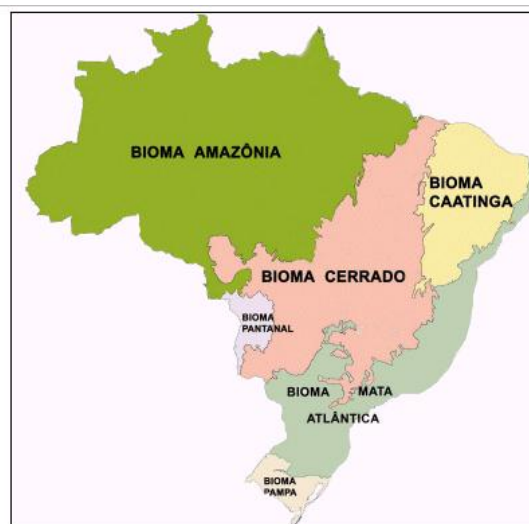 BIOMA AMAZÔNIA
BIOMA
CAATINGA
BIOMA CERRADO
BIOMA
PANTANAL
BIOMA MATA
ATLÂNTICA
BIOMA
PAMPA